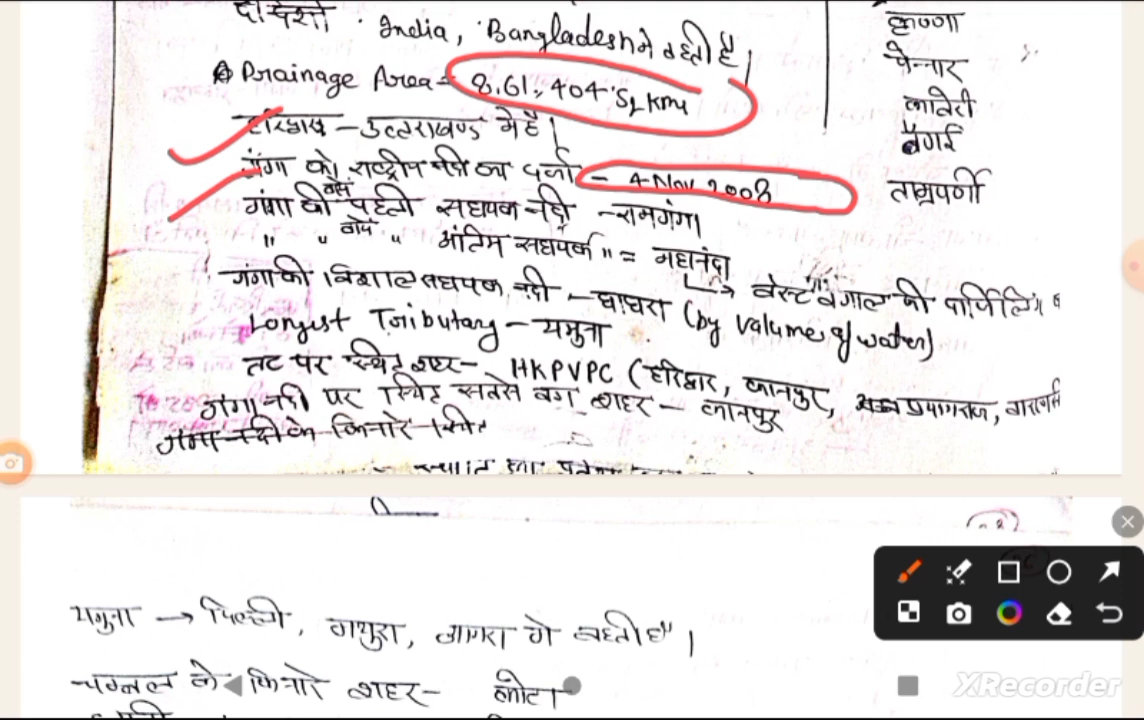 दो देशों India, Bangladesh मे बहती है|
Drainage Area = 8,61,404 Sq km
हरिद्वार – उत्तराखण्ड में है|
गंगा को राष्ट्रीय नदी का दर्जा – 4 Nov 2008
गंगा की बायें पहली सहायक नदी – रामगंगा
" " बायें " अंतिम सहायक " = महानंदा
↳ वेस्ट बंगाल की दार्जिलिंग
गंगा की विशाल सहायक नदी – घाघरा (by Volume of water)
Longest Tributary – यमुना
तट पर स्थित शहर – HKPVPC (हरिद्वार, कानपुर, प्रयागराज,
गंगा नदी पर स्थित सबसे बड़ा शहर – कानपुर
गंगा नदी के किनारे स्थित
कृष्णा
पेन्नार
कावेरी
वैगई
ताम्रपर्णी
यमुना → दिल्ली, मथुरा, आगरा में बहती है|
चम्बल के किनारे शहर – कोटा
XRecorder